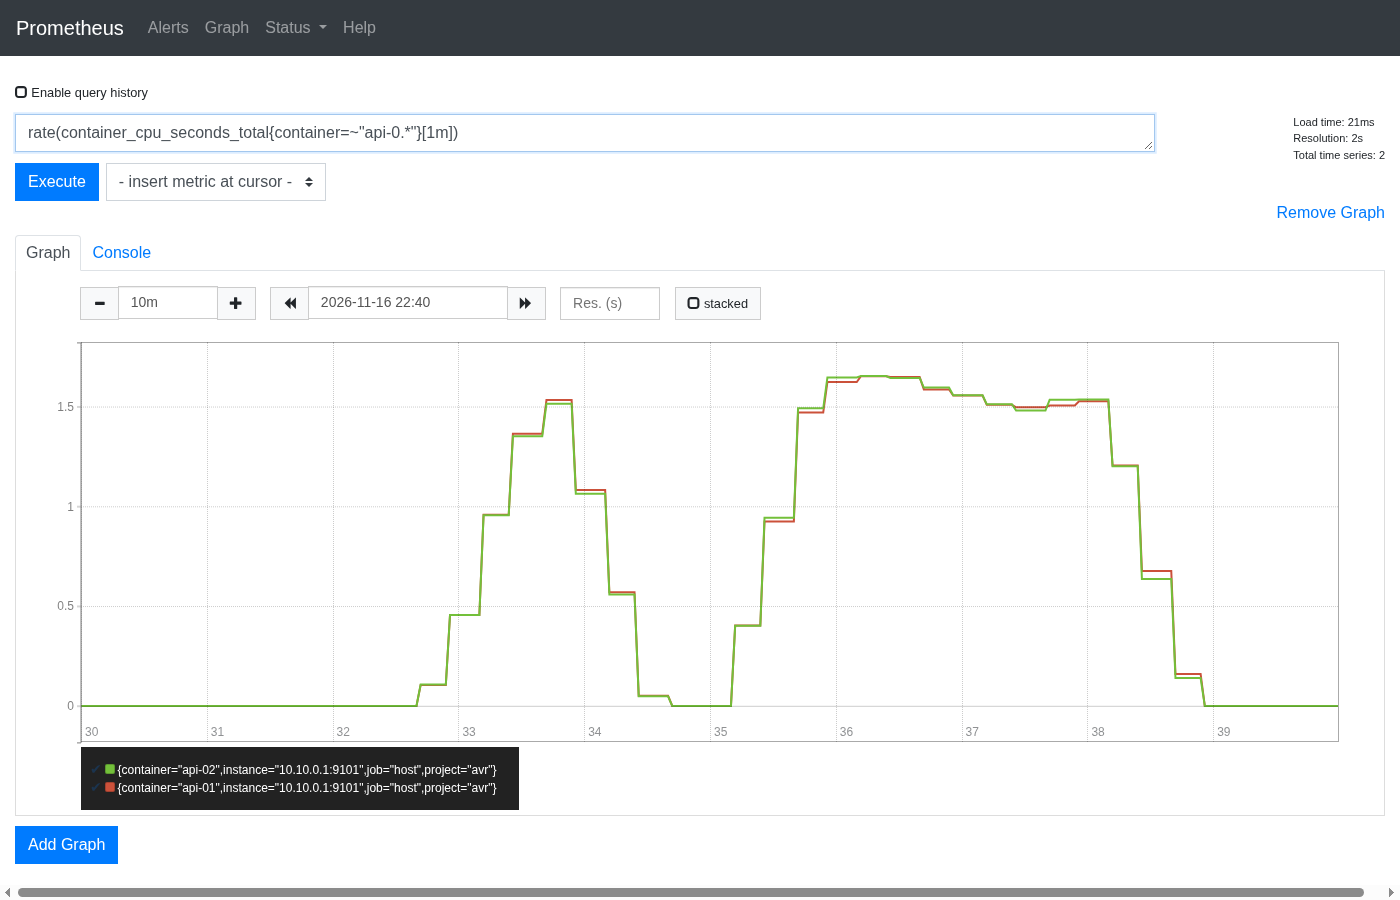 Prometheus Alerts Graph Status Help
Enable query history
rate(container_cpu_seconds_total{container=~"api-0.*"}[1m])
Load time: 21ms
Resolution: 2s
Total time series: 2
Execute - insert metric at cursor -
Remove Graph
Graph Console
10m 2026-11-16 22:40 Res. (s) stacked
1.5
1
0.5
0
30 31 32 33 34 35 36 37 38 39
{container="api-02",instance="10.10.0.1:9101",job="host",project="avr"}
{container="api-01",instance="10.10.0.1:9101",job="host",project="avr"}
Add Graph